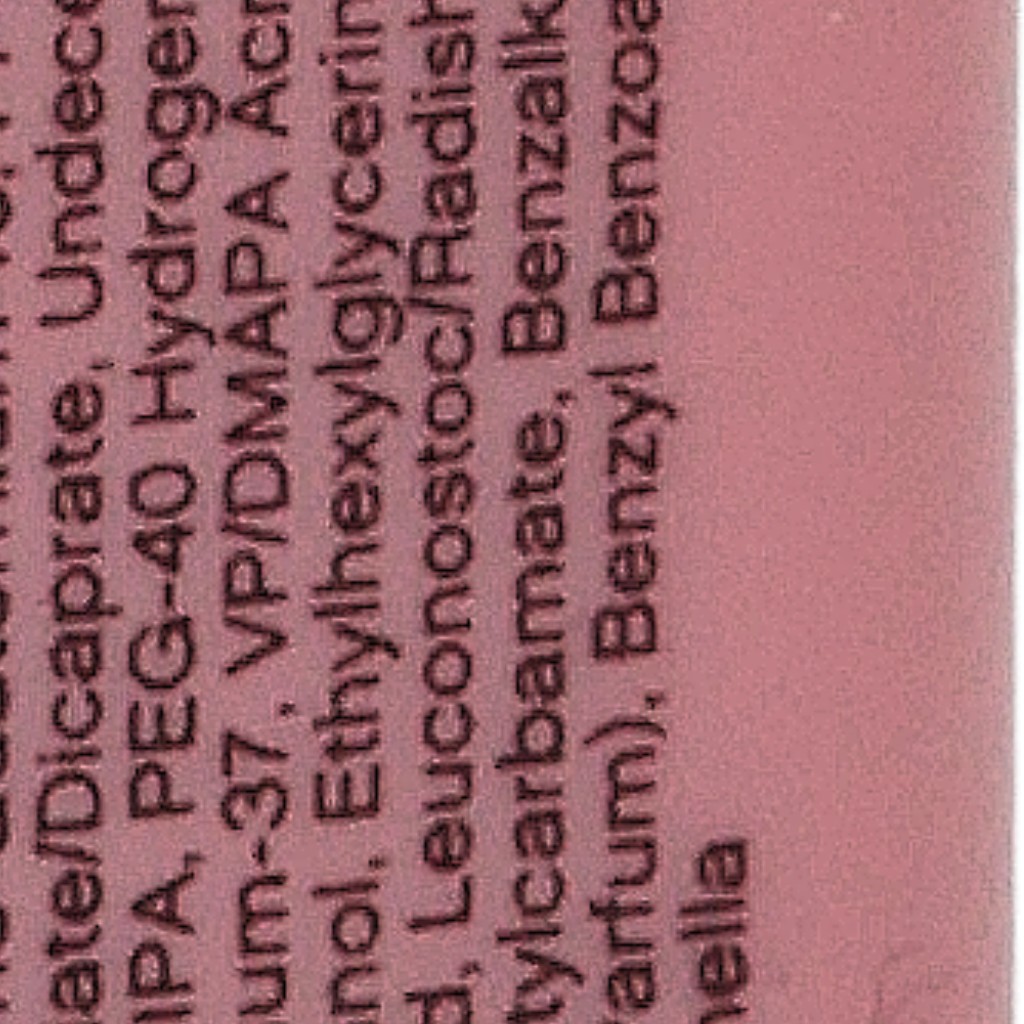 ate/Dicaprate, Undece
IPA, PEG-40 Hydrogen
um-37, VP/DMAPA Acr
nol, Ethylhexylglycerin
d, Leuconostoc/Radish
tylcarbamate, Benzalk
arfum), Benzyl Benzoa
nella